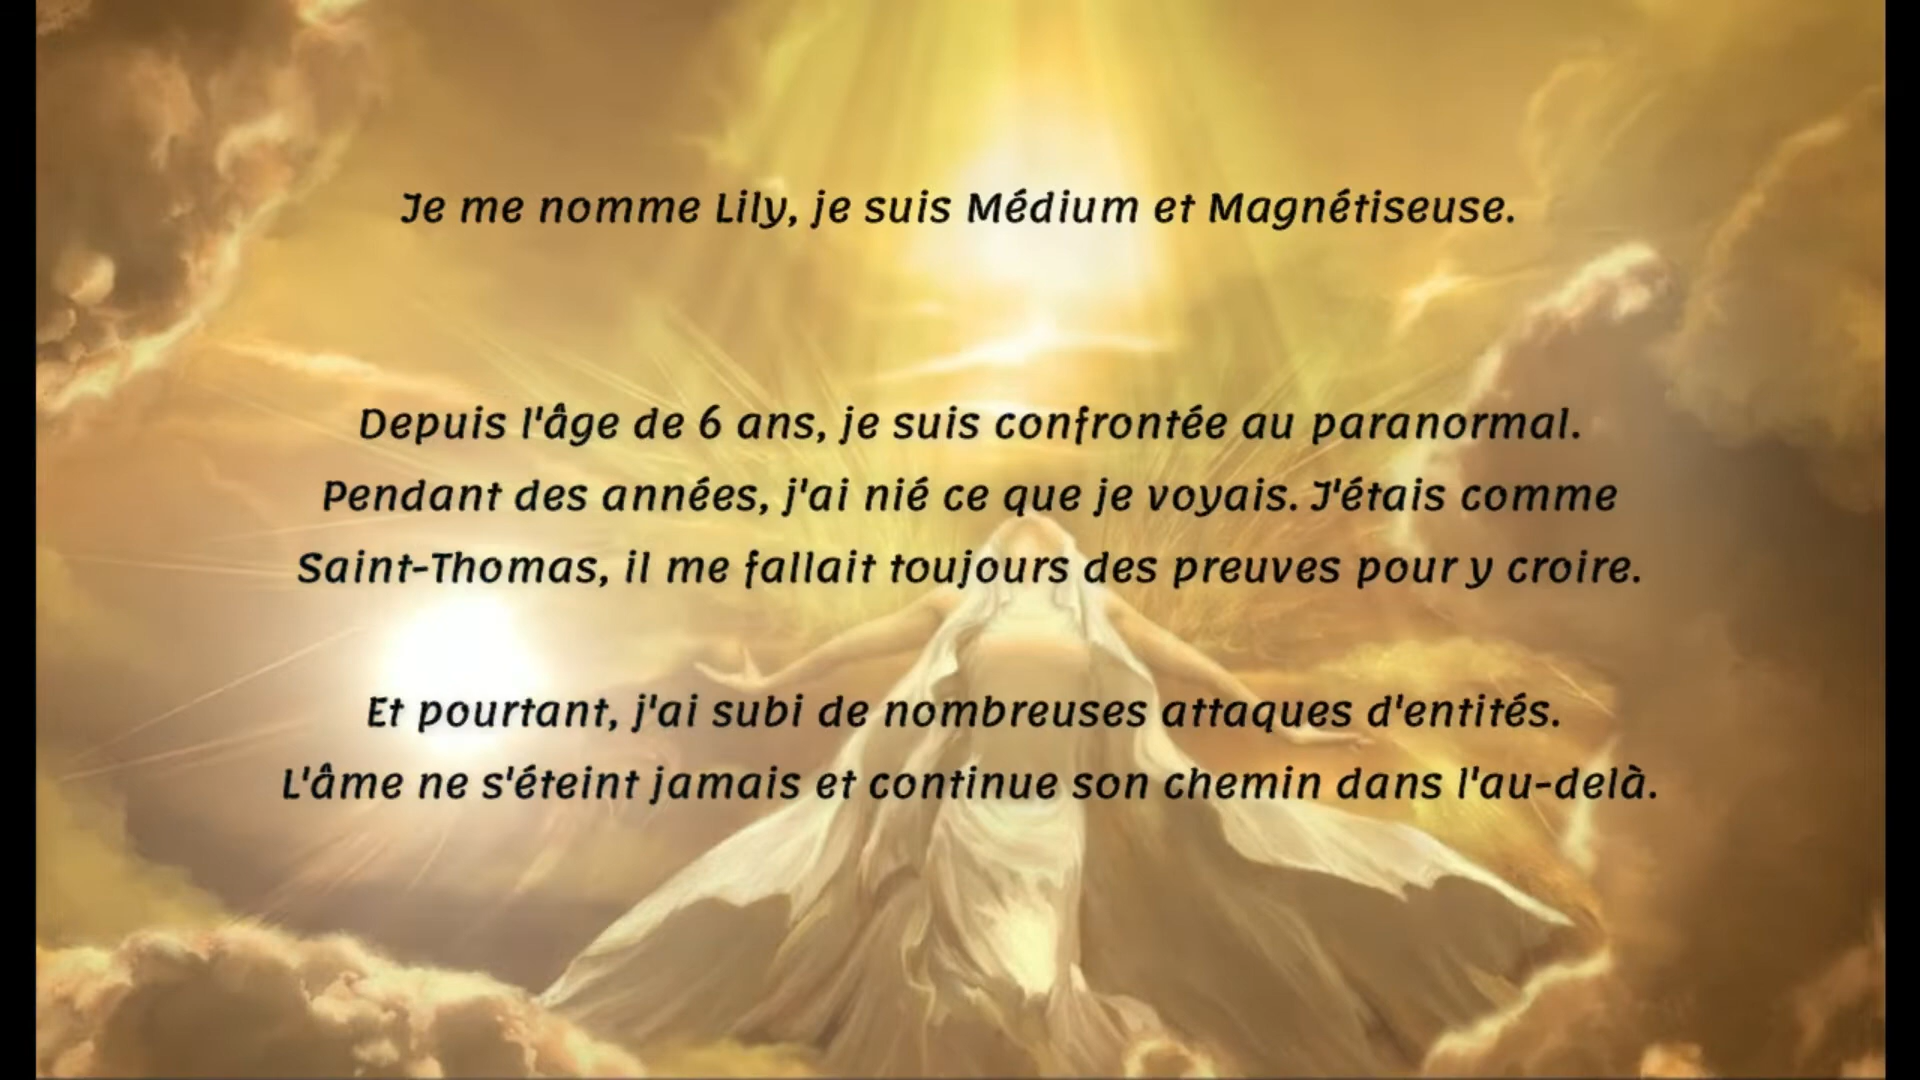 Je me nomme Lily, je suis Médium et Magnétiseuse.
Depuis l'âge de 6 ans, je suis confrontée au paranormal.
Pendant des années, j'ai nié ce que je voyais. J'étais comme
Saint-Thomas, il me fallait toujours des preuves pour y croire.
Et pourtant, j'ai subi de nombreuses attaques d'entités.
L'âme ne s'éteint jamais et continue son chemin dans l'au-delà.